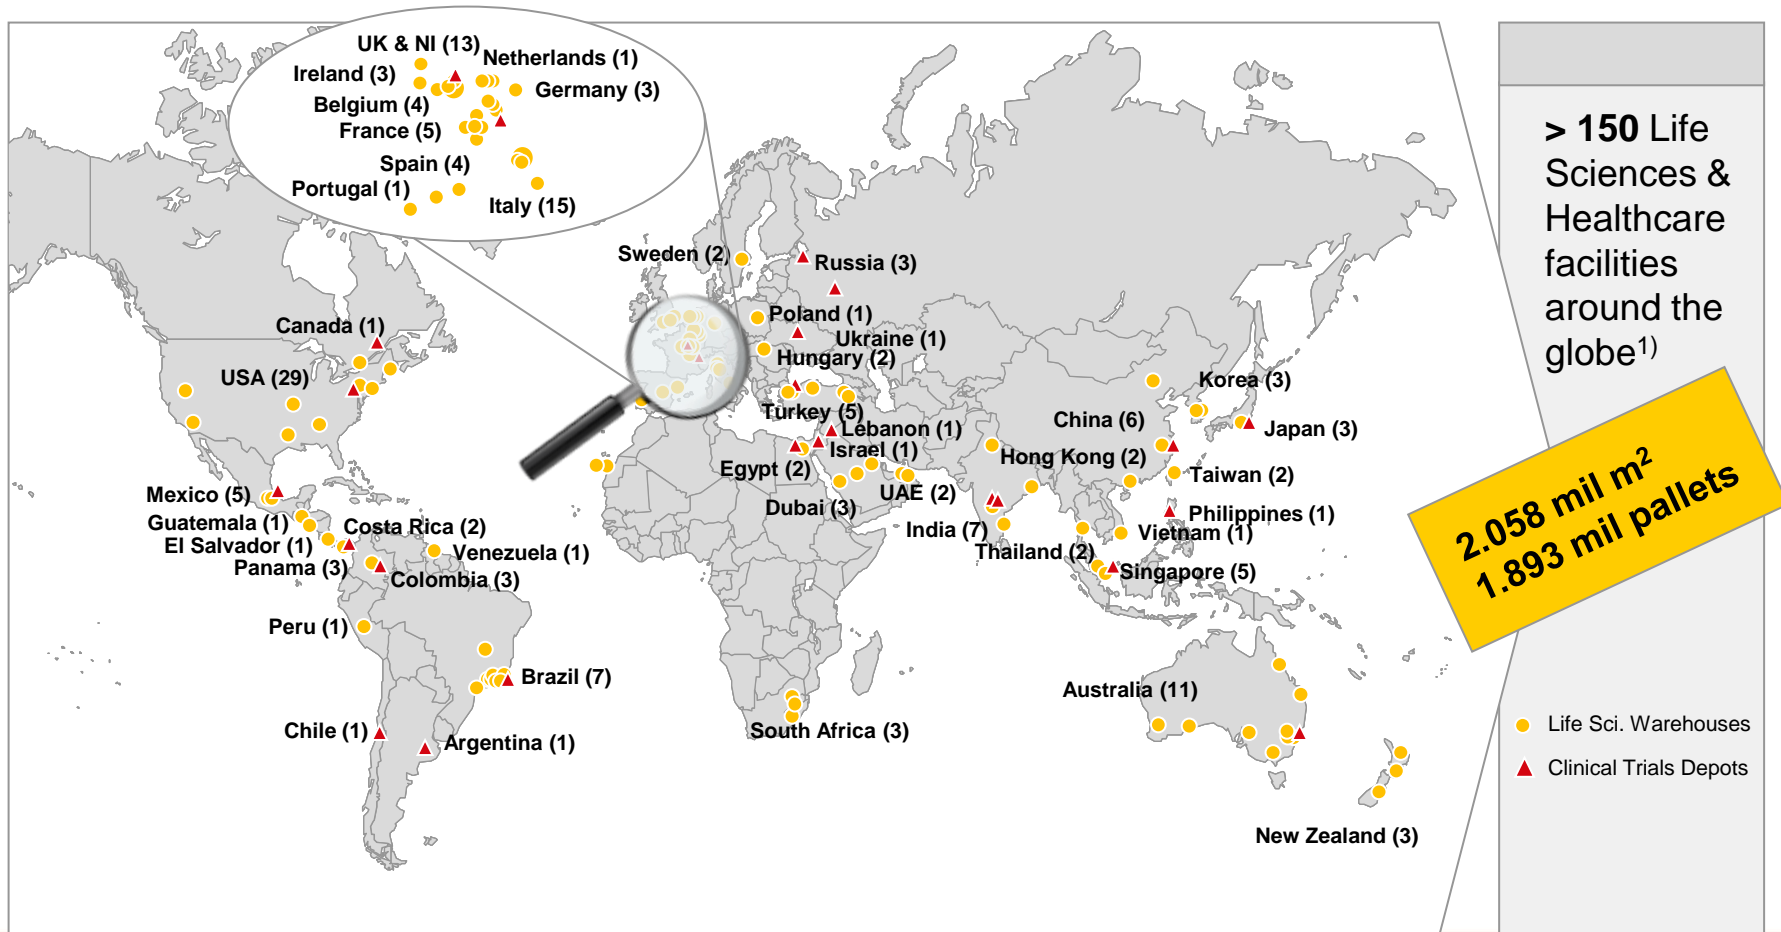 UK & NI (13)
Netherlands (1)
Ireland (3)
Germany (3)
Belgium (4)
France (5)
Spain (4)
Portugal (1)
Italy (15)
Sweden (2)
Russia (3)
Poland (1)
Canada (1)
Ukraine (1)
Hungary (2)
USA (29)
Korea (3)
Turkey (5)
China (6)
Lebanon (1)
Japan (3)
Israel (1)
Hong Kong (2)
Egypt (2)
Taiwan (2)
UAE (2)
Mexico (5)
Dubai (3)
Philippines (1)
Guatemala (1)
Costa Rica (2)
India (7)
Vietnam (1)
El Salvador (1)
Venezuela (1)
Thailand (2)
Panama (3)
Colombia (3)
Singapore (5)
Peru (1)
Brazil (7)
Australia (11)
Chile (1)
Argentina (1)
South Africa (3)
New Zealand (3)
> 150 Life
Sciences &
Healthcare
facilities
around the
globe1)
2.058 mil m2
1.893 mil pallets
Life Sci. Warehouses
Clinical Trials Depots